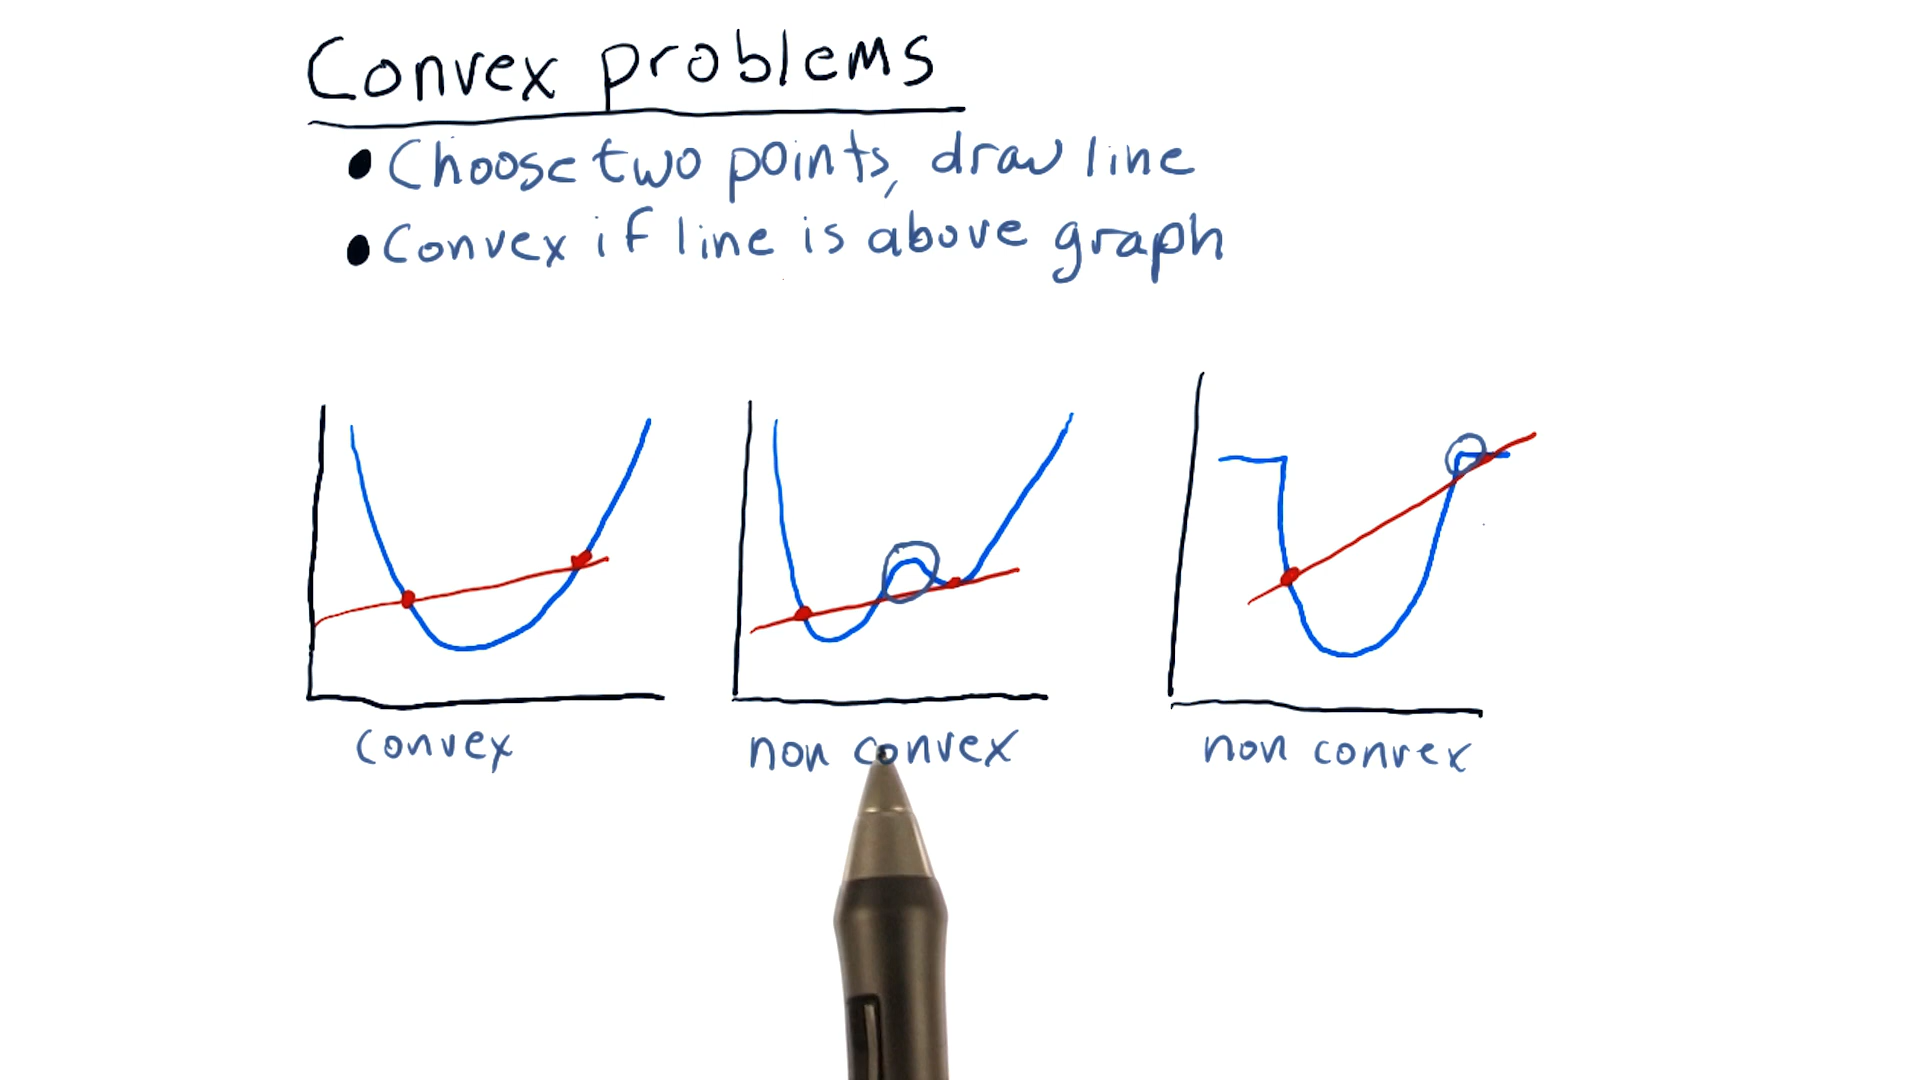 Convex problems
• Choose two points, draw line
• Convex if line is above graph
convex
non convex
non convex